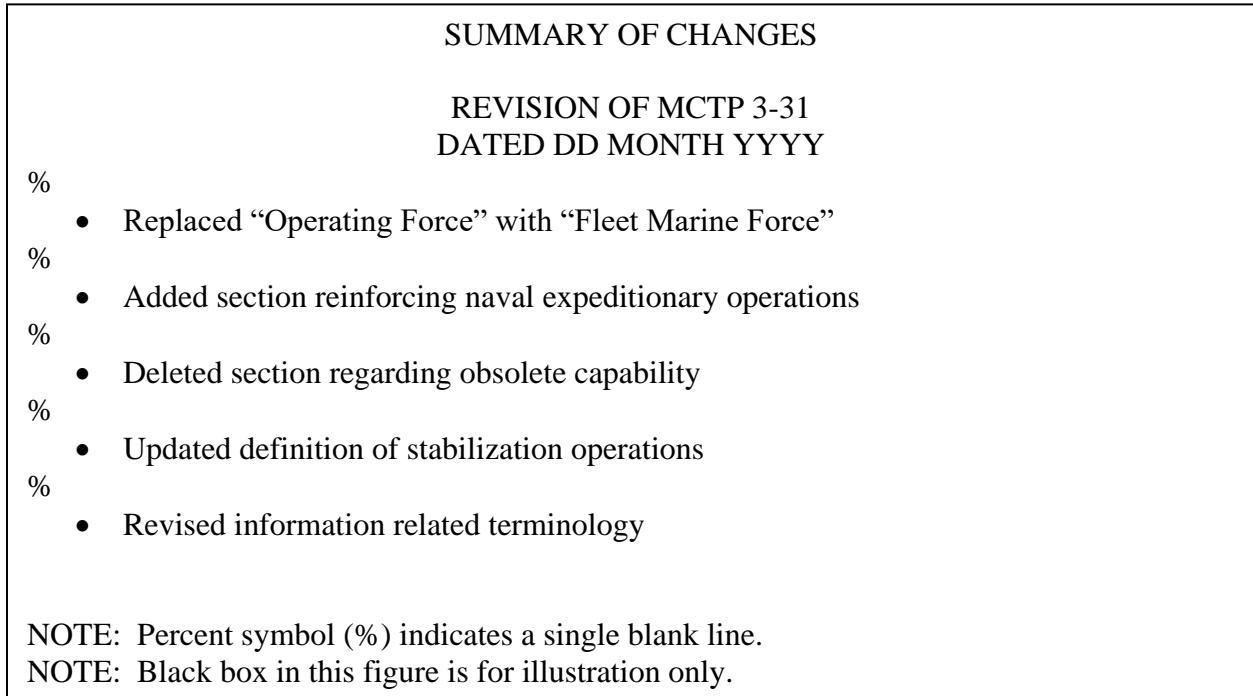 SUMMARY OF CHANGES
REVISION OF MCTP 3-31
DATED DD MONTH YYYY
%
• Replaced “Operating Force” with “Fleet Marine Force”
%
• Added section reinforcing naval expeditionary operations
%
• Deleted section regarding obsolete capability
%
• Updated definition of stabilization operations
%
• Revised information related terminology
NOTE:  Percent symbol (%) indicates a single blank line.
NOTE:  Black box in this figure is for illustration only.